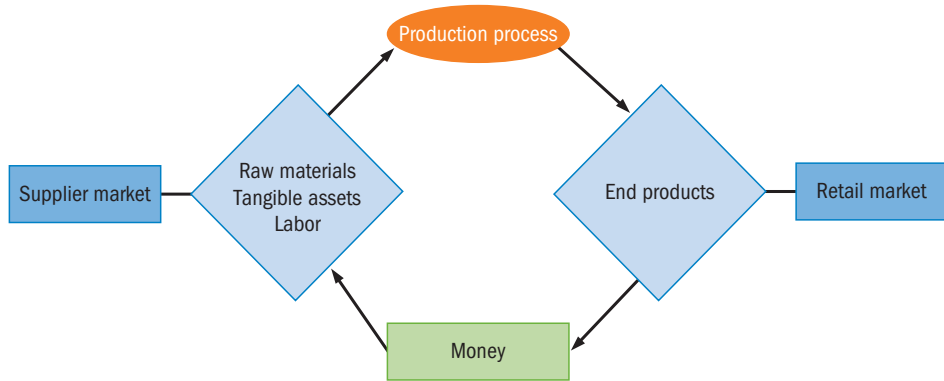 Production process
Supplier market
Raw materials
Tangible assets
Labor
End products
Retail market
Money